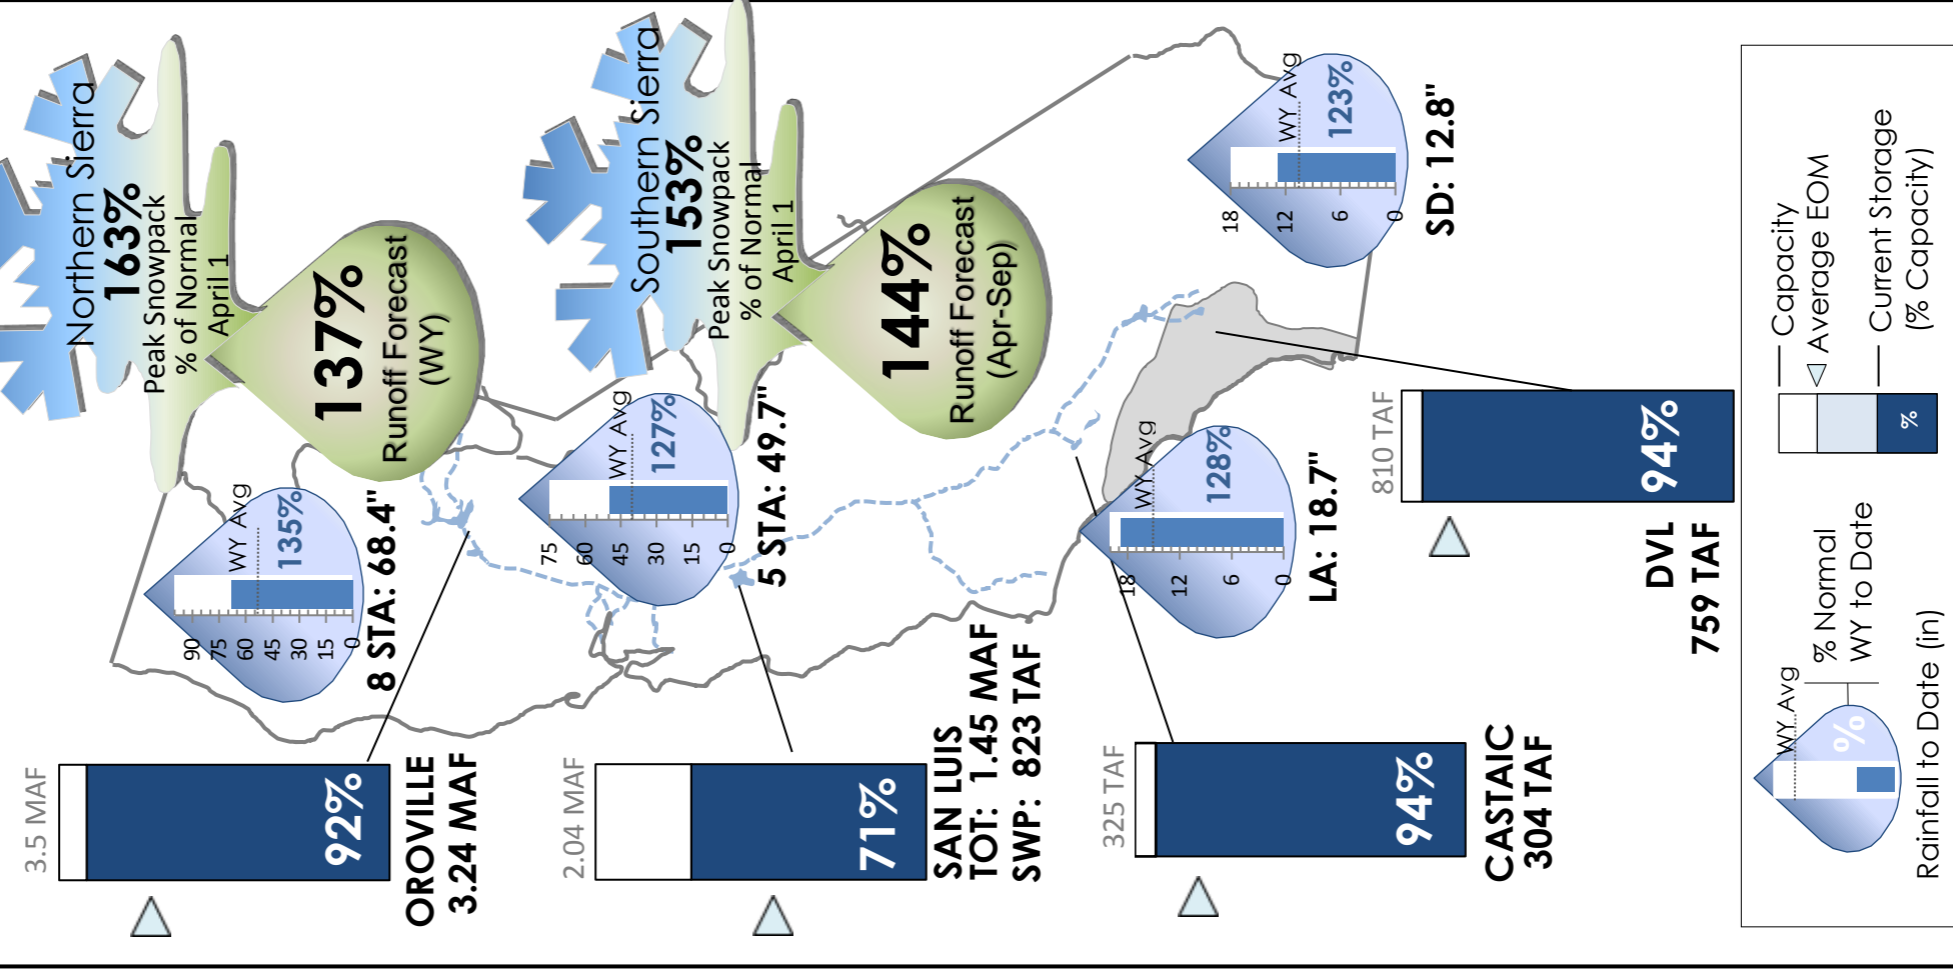 Northern Sierra
163%
Peak Snowpack
% of Normal
April 1
137%
Runoff Forecast
(WY)
WY Avg
135%
90
75
60
45
30
15
0
8 STA: 68.4"
3.5 MAF
92%
OROVILLE
3.24 MAF
Southern Sierra
153%
Peak Snowpack
% of Normal
April 1
144%
Runoff Forecast
(Apr-Sep)
WY Avg
127%
75
60
45
30
15
0
5 STA: 49.7"
2.04 MAF
71%
SAN LUIS
TOT: 1.45 MAF
SWP: 823 TAF
WY Avg
128%
18
12
6
0
LA: 18.7"
325 TAF
94%
CASTAIC
304 TAF
WY Avg
123%
18
12
6
0
SD: 12.8"
810 TAF
94%
DVL
759 TAF
Capacity
Average EOM
Current Storage
(% Capacity)
%
WY Avg
%
% Normal
WY to Date
Rainfall to Date (in)